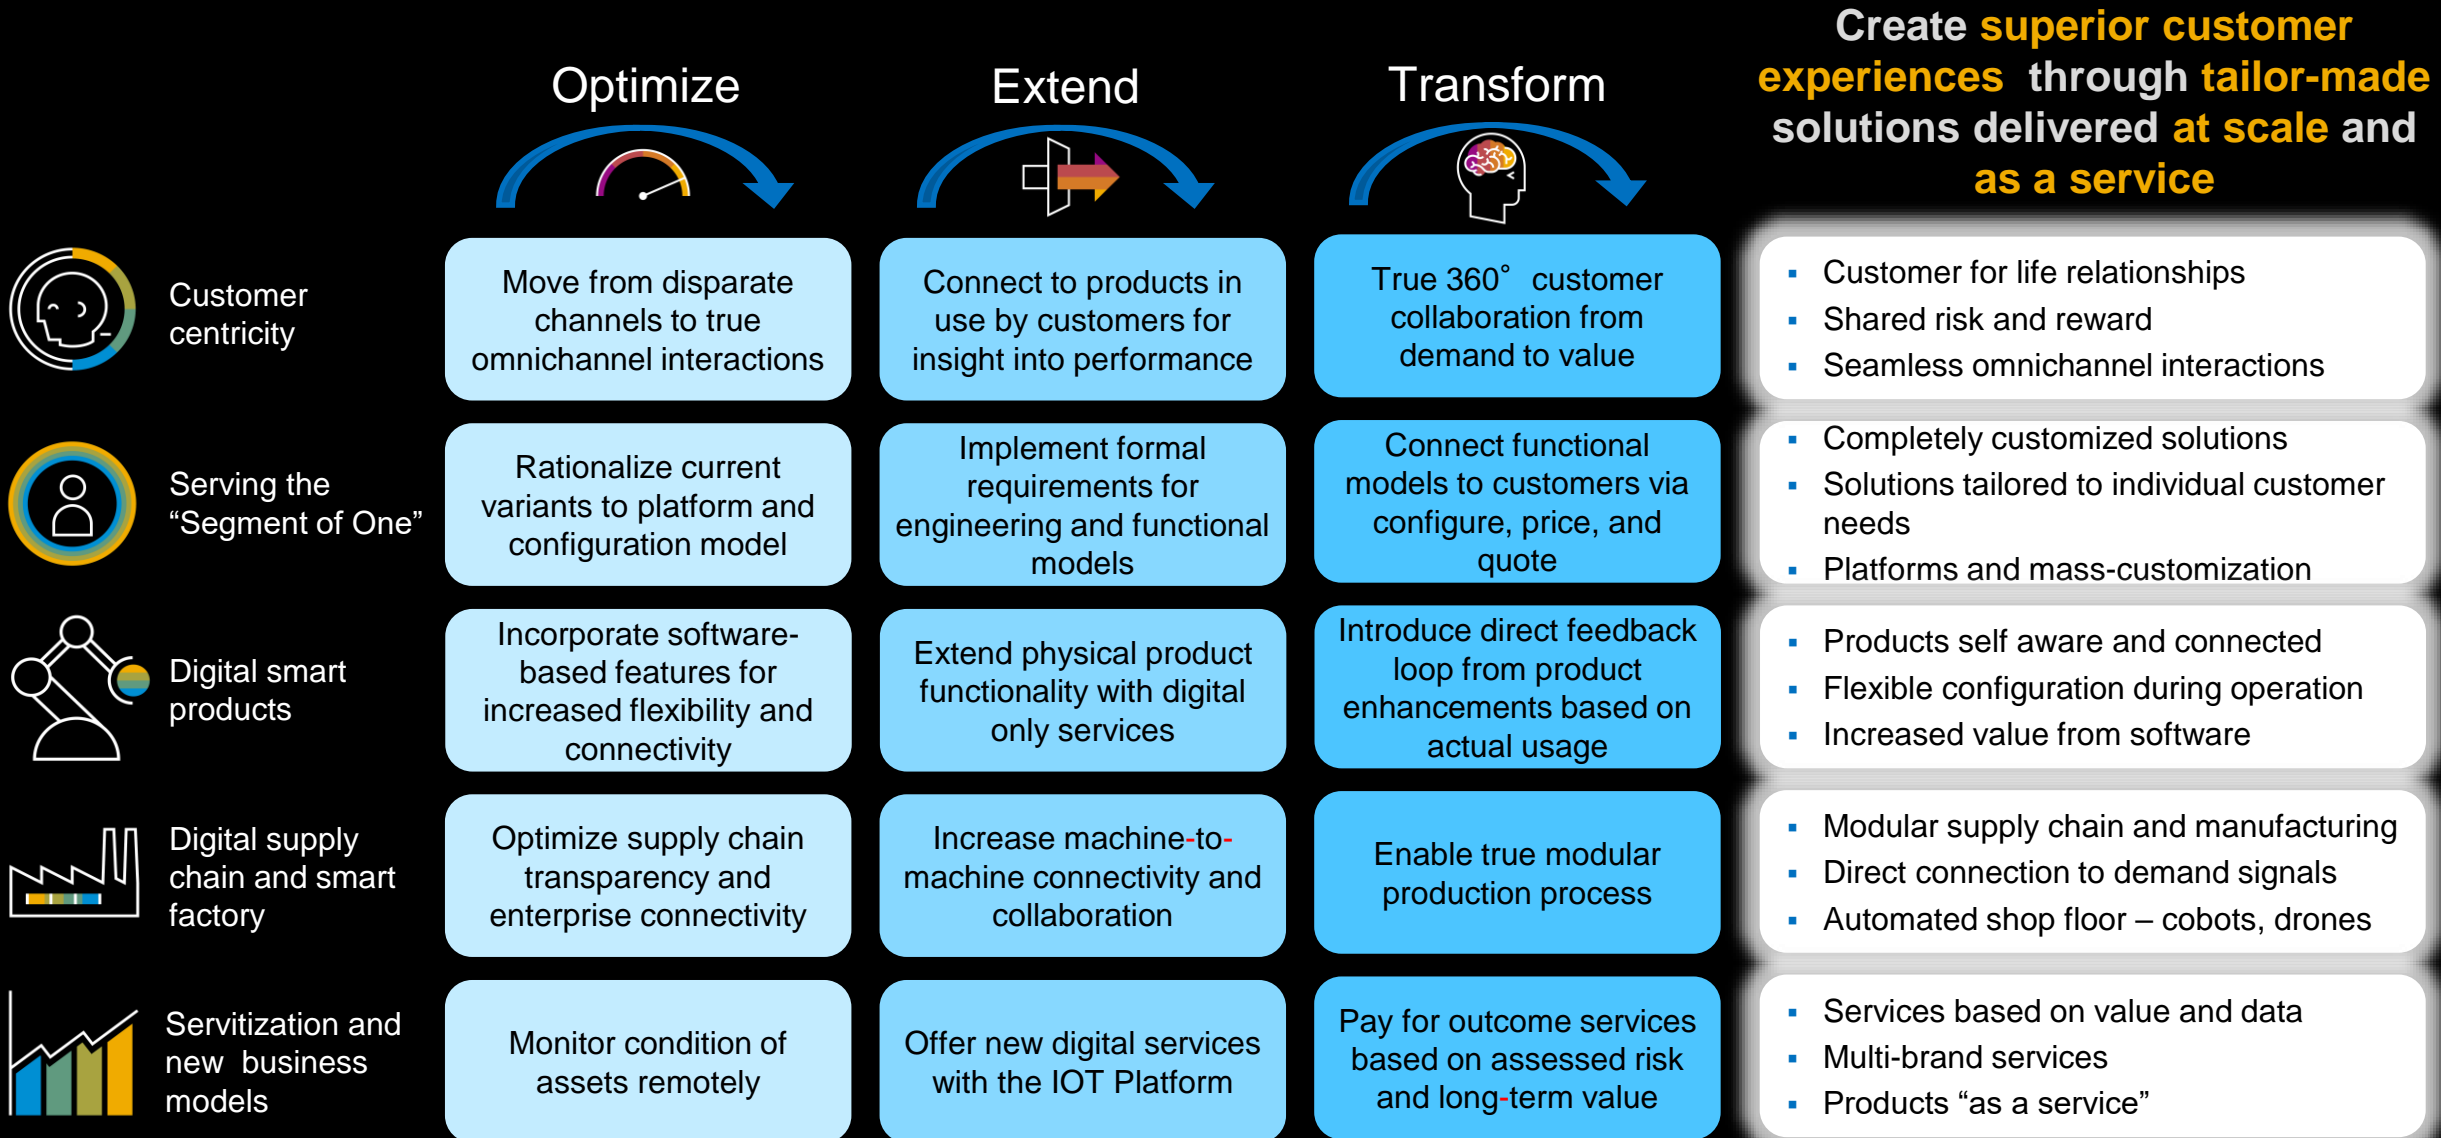 Create superior customer
experiences through tailor-made
solutions delivered at scale and
as a service
Optimize
Extend
Transform
Customer
centricity
Move from disparate
channels to true
omnichannel interactions
Connect to products in
use by customers for
insight into performance
True 360° customer
collaboration from
demand to value
▪ Customer for life relationships
▪ Shared risk and reward
▪ Seamless omnichannel interactions
Serving the
“Segment of One”
Rationalize current
variants to platform and
configuration model
Implement formal
requirements for
engineering and functional
models
Connect functional
models to customers via
configure, price, and
quote
▪ Completely customized solutions
▪ Solutions tailored to individual customer
needs
▪ Platforms and mass-customization
Digital smart
products
Incorporate software-
based features for
increased flexibility and
connectivity
Extend physical product
functionality with digital
only services
Introduce direct feedback
loop from product
enhancements based on
actual usage
▪ Products self aware and connected
▪ Flexible configuration during operation
▪ Increased value from software
Digital supply
chain and smart
factory
Optimize supply chain
transparency and
enterprise connectivity
Increase machine-to-
machine connectivity and
collaboration
Enable true modular
production process
▪ Modular supply chain and manufacturing
▪ Direct connection to demand signals
▪ Automated shop floor – cobots, drones
Servitization and
new business
models
Monitor condition of
assets remotely
Offer new digital services
with the IOT Platform
Pay for outcome services
based on assessed risk
and long-term value
▪ Services based on value and data
▪ Multi-brand services
▪ Products “as a service”